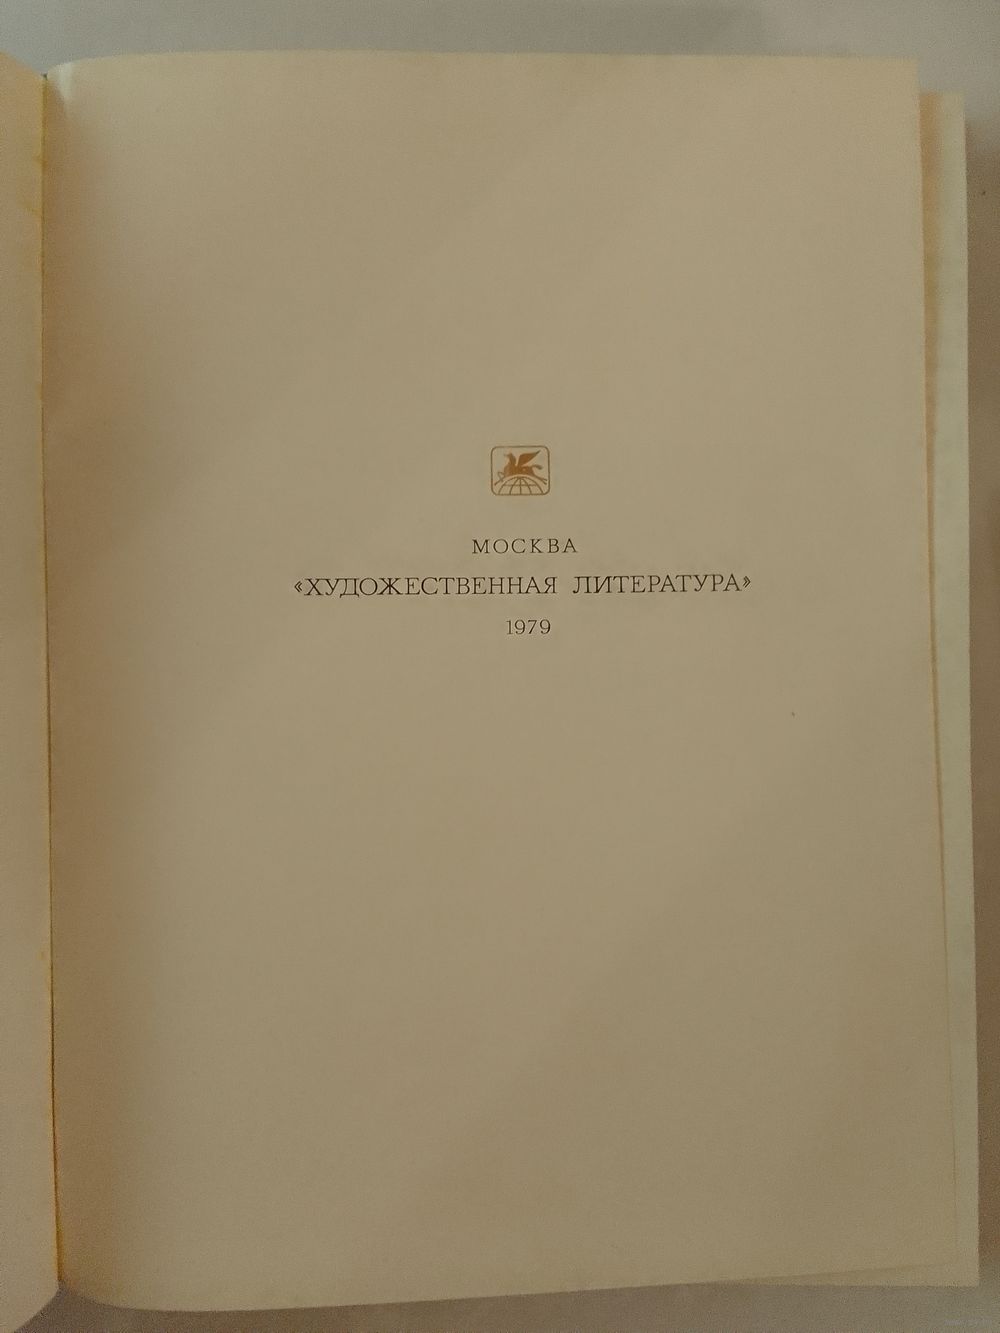 МОСКВА
«ХУДОЖЕСТВЕННАЯ ЛИТЕРАТУРА»
1979